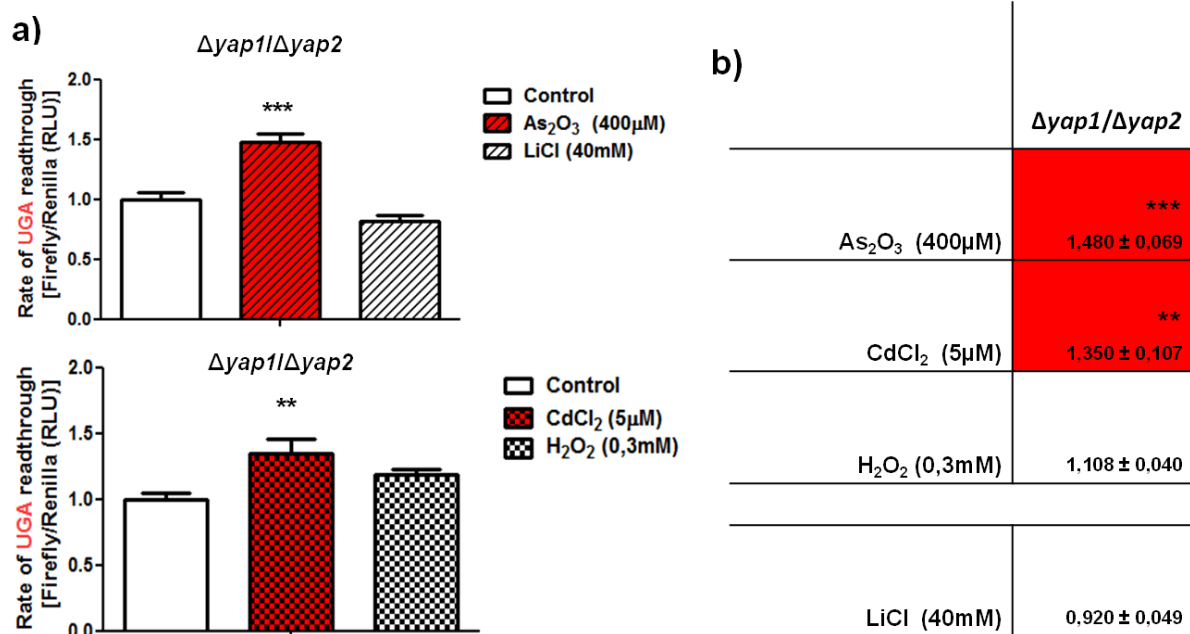 a)
Δyap1/Δyap2
Rate of UGA readthrough
[Firefly/Renilla (RLU)]
2.0
1.5
1.0
0.5
0.0
***
Control
As₂O₃ (400µM)
LiCl (40mM)
Δyap1/Δyap2
Rate of UGA readthrough
[Firefly/Renilla (RLU)]
2.0
1.5
1.0
0.5
0.0
**
Control
CdCl₂ (5µM)
H₂O₂ (0,3mM)
b)
Δyap1/Δyap2
***
As₂O₃ (400µM) 1,480 ± 0,069
**
CdCl₂ (5µM) 1,350 ± 0,107
H₂O₂ (0,3mM) 1,108 ± 0,040
LiCl (40mM) 0,920 ± 0,049